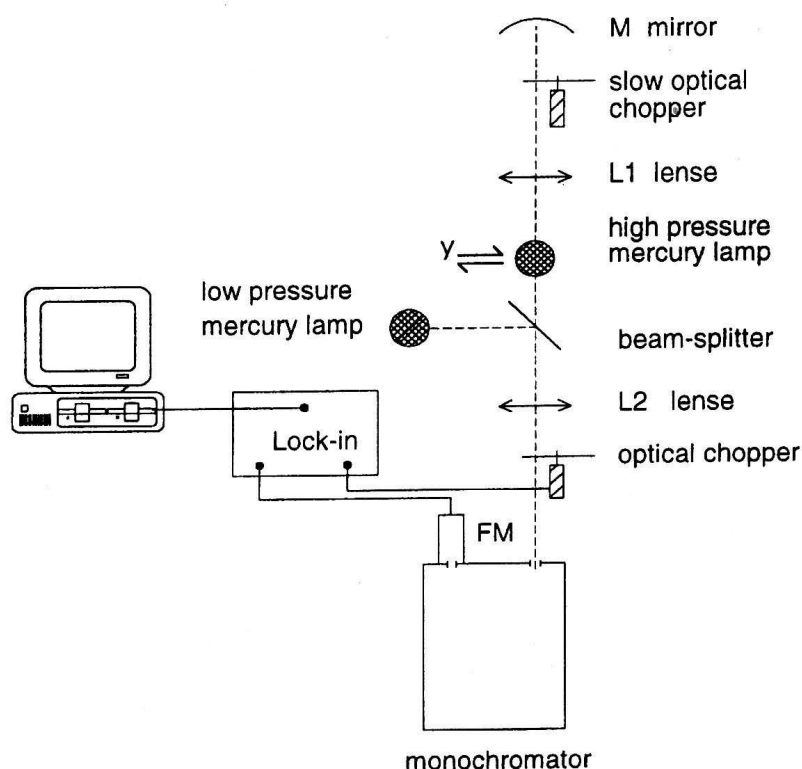 M mirror
slow optical
chopper
L1 lense
high pressure
mercury lamp
y
low pressure
mercury lamp
beam-splitter
L2 lense
Lock-in
optical chopper
FM
monochromator